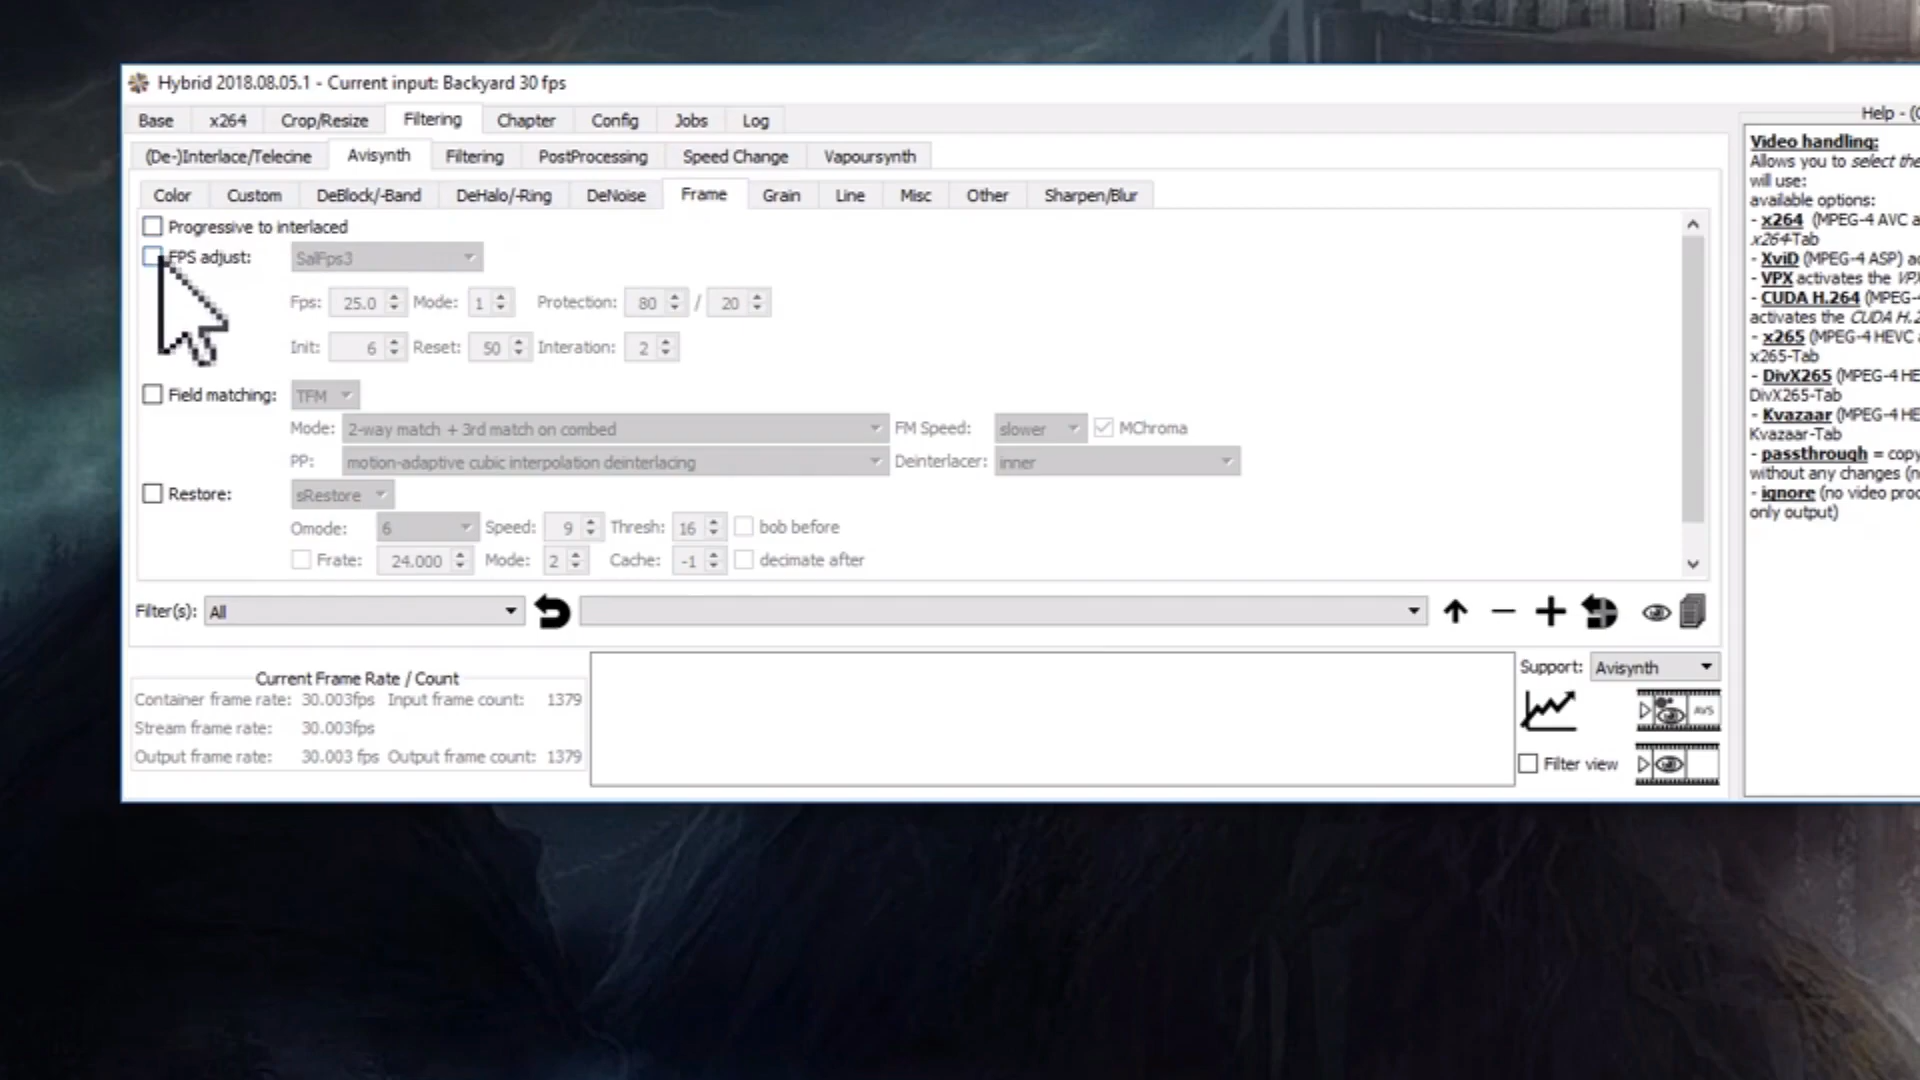 Hybrid 2018.08.05.1 - Current input: Backyard 30 fps
Base x264 Crop/Resize Filtering Chapter Config Jobs Log
(De-)Interlace/Telecine Avisynth Filtering PostProcessing Speed Change Vapoursynth
Color Custom DeBlock/-Band DeHalo/-Ring DeNoise Frame Grain Line Misc Other Sharpen/Blur
Progressive to interlaced
FPS adjust: SalFps3
Fps: 25.0 Mode: 1 Protection: 80 / 20
Init: 6 Reset: 50 Interation: 2
Field matching: TFM
Mode: 2-way match + 3rd match on combed FM Speed: slower MChroma
PP: motion-adaptive cubic interpolation deinterlacing Deinterlacer: inner
Restore: sRestore
Omode: 6 Speed: 9 Thresh: 16 bob before
Frate: 24.000 Mode: 2 Cache: -1 decimate after
Filter(s): All
Current Frame Rate / Count
Container frame rate: 30.003fps Input frame count: 1379
Stream frame rate: 30.003fps
Output frame rate: 30.003 fps Output frame count: 1379
Support: Avisynth
AVS
Filter view
Help - (
Video handling:
Allows you to select the
will use:
available options:
- x264 (MPEG-4 AVC a
x264-Tab
- XviD (MPEG-4 ASP) ac
- VPX activates the VPX
- CUDA H.264 (MPEG-
activates the CUDA H.2
- x265 (MPEG-4 HEVC a
x265-Tab
- DivX265 (MPEG-4 HE
DivX265-Tab
- Kvazaar (MPEG-4 HE
Kvazaar-Tab
- passthrough = copy
without any changes (n
- ignore (no video proc
only output)